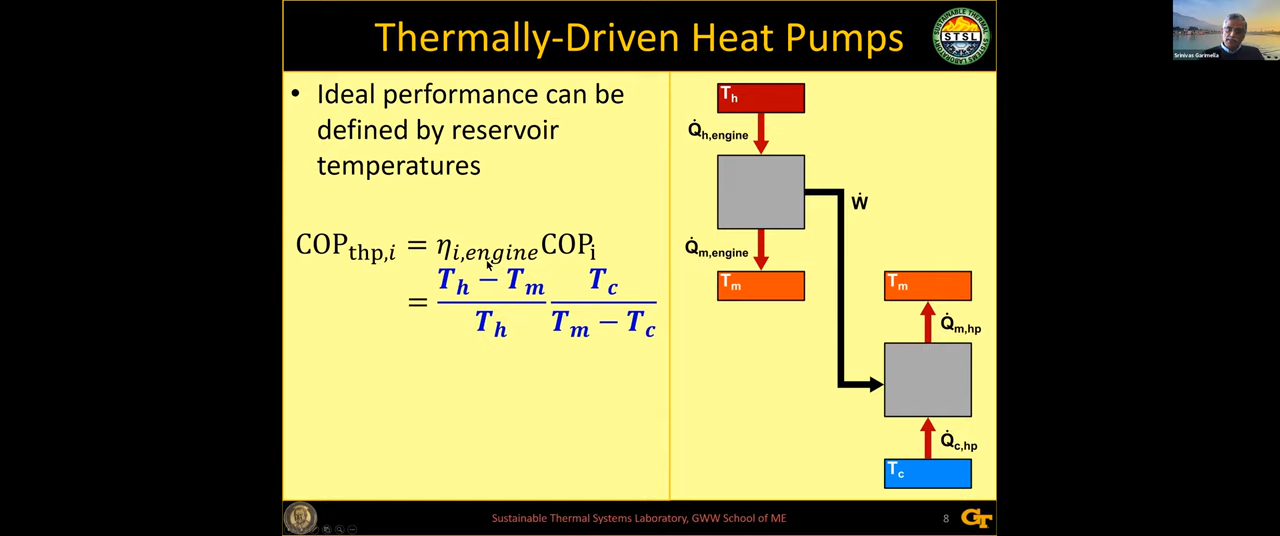 Thermally-Driven Heat Pumps
STSL
Srinivas Garimella
• Ideal performance can be
defined by reservoir
temperatures
COP_thp,i = η_i,engine COP_i
= (T_h − T_m)/T_h T_c/(T_m − T_c)
T_h
Q̇_h,engine
Ẇ
Q̇_m,engine
T_m
T_m
Q̇_m,hp
Q̇_c,hp
T_c
Sustainable Thermal Systems Laboratory, GWW School of ME
8
GT